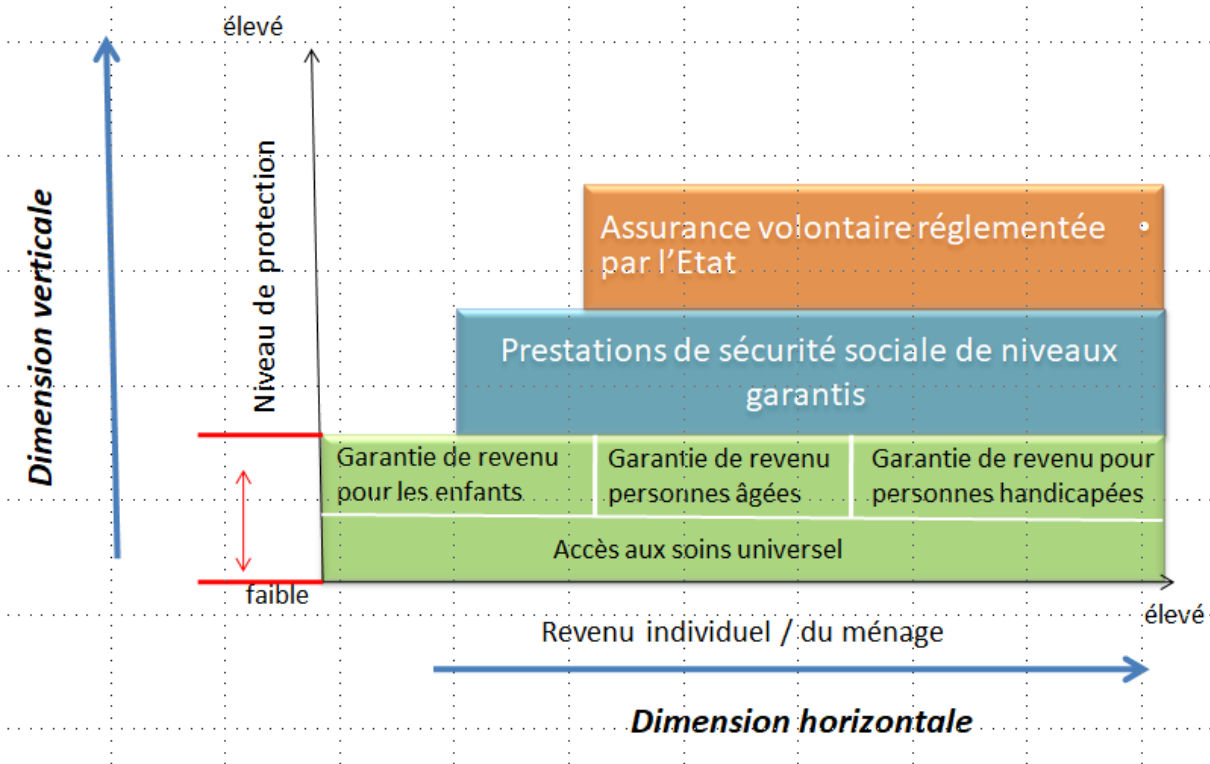 élevé
Dimension verticale
Niveau de protection
Assurance volontaire réglementée
par l'Etat
Prestations de sécurité sociale de niveaux
garantis
Garantie de revenu
pour les enfants
Garantie de revenu
personnes âgées
Garantie de revenu pour
personnes handicapées
Accès aux soins universel
faible
élevé
Revenu individuel / du ménage
Dimension horizontale